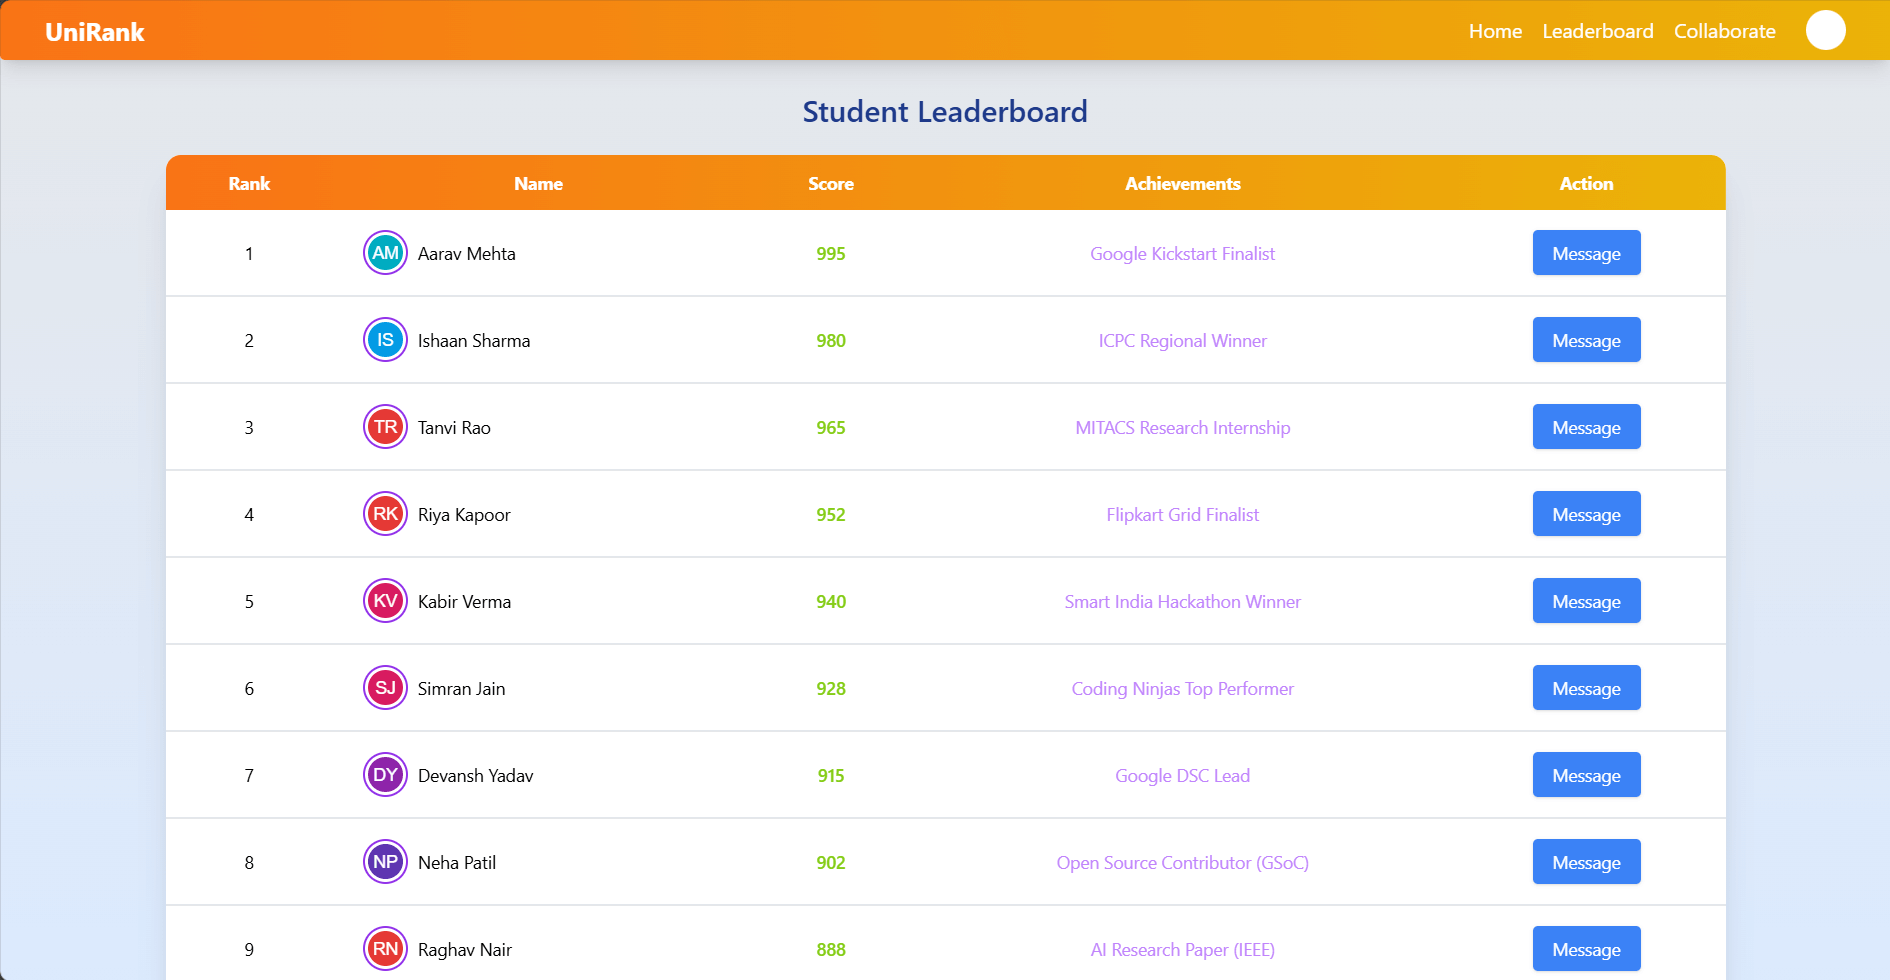 UniRank Home Leaderboard Collaborate
Student Leaderboard
Rank Name Score Achievements Action
1 AM Aarav Mehta 995 Google Kickstart Finalist Message
2 IS Ishaan Sharma 980 ICPC Regional Winner Message
3 TR Tanvi Rao 965 MITACS Research Internship Message
4 RK Riya Kapoor 952 Flipkart Grid Finalist Message
5 KV Kabir Verma 940 Smart India Hackathon Winner Message
6 SJ Simran Jain 928 Coding Ninjas Top Performer Message
7 DY Devansh Yadav 915 Google DSC Lead Message
8 NP Neha Patil 902 Open Source Contributor (GSoC) Message
9 RN Raghav Nair 888 AI Research Paper (IEEE) Message